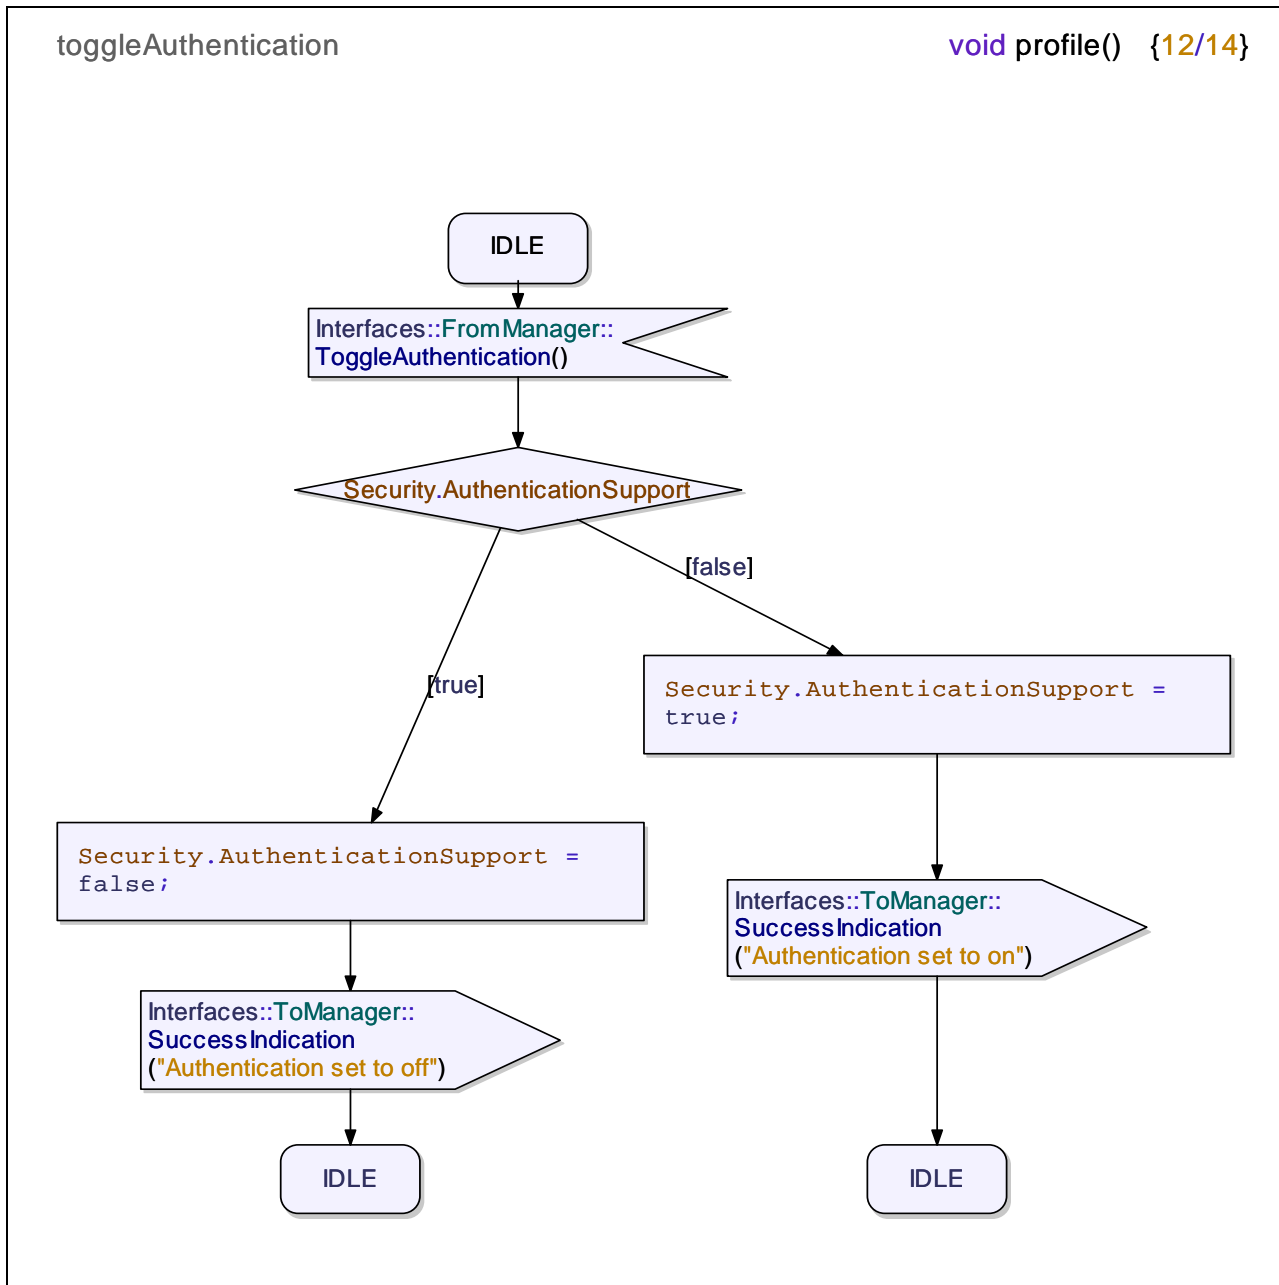 toggleAuthentication
void profile() {12/14}
IDLE
Interfaces::FromManager::
ToggleAuthentication()
Security.AuthenticationSupport
[false]
[true]
Security.AuthenticationSupport =
true;
Security.AuthenticationSupport =
false;
Interfaces::ToManager::
SuccessIndication
("Authentication set to on")
Interfaces::ToManager::
SuccessIndication
("Authentication set to off")
IDLE
IDLE